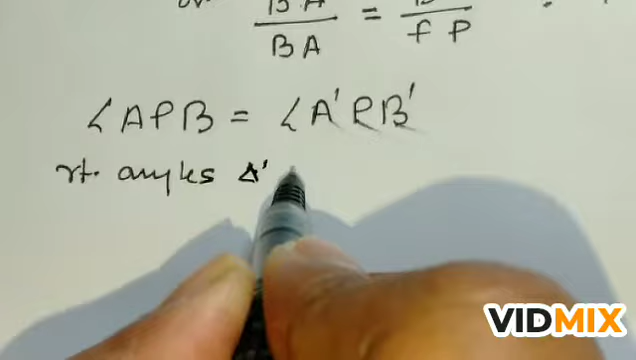 BA = FP
∠APB = ∠A'PB'
rt. angles Δ'
VIDMIX